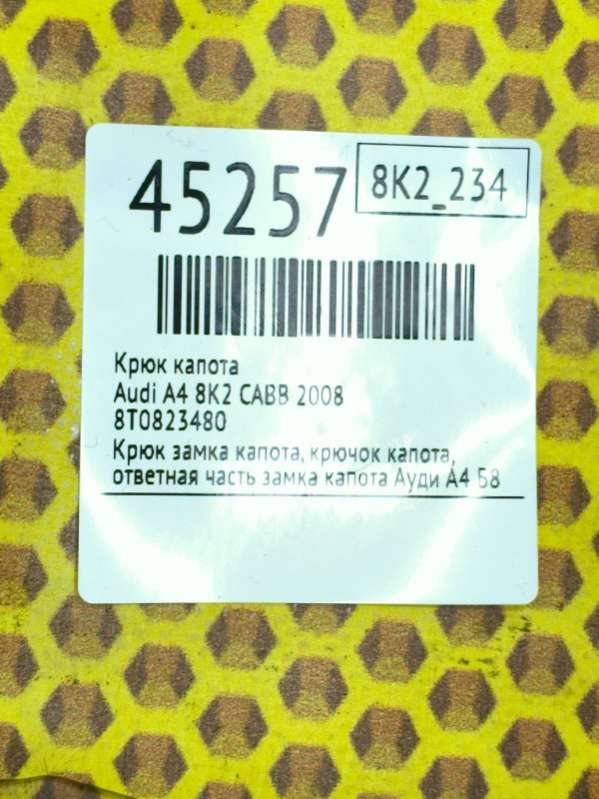 45257
8K2_234
Крюк капота
Audi A4 8K2 CABB 2008
8T0823480
Крюк замка капота, крючок капота,
ответная часть замка капота Ауди А4 Б8